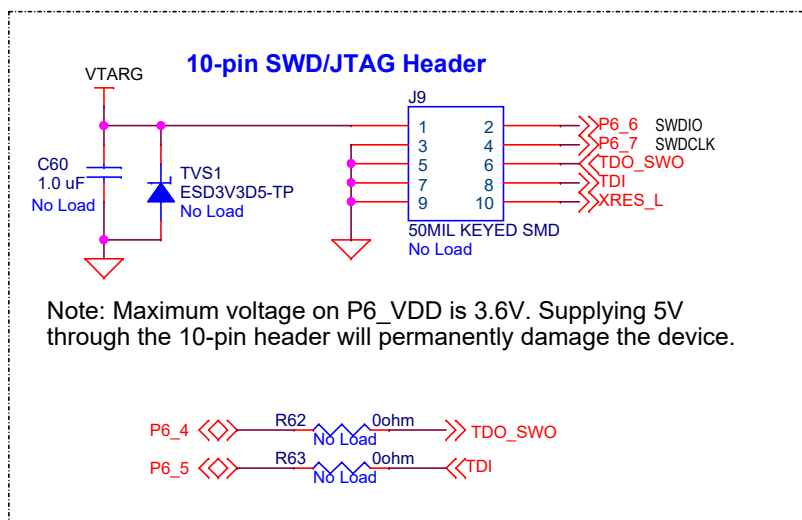 10-pin SWD/JTAG Header
VTARG
J9
1 2 P6_6 SWDIO
3 4 P6_7 SWDCLK
5 6 TDO_SWO
7 8 TDI
9 10 XRES_L
C60
1.0 uF
No Load
TVS1
ESD3V3D5-TP
No Load
50MIL KEYED SMD
No Load
Note: Maximum voltage on P6_VDD is 3.6V. Supplying 5V
through the 10-pin header will permanently damage the device.
P6_4 R62 0ohm TDO_SWO
No Load
P6_5 R63 0ohm TDI
No Load